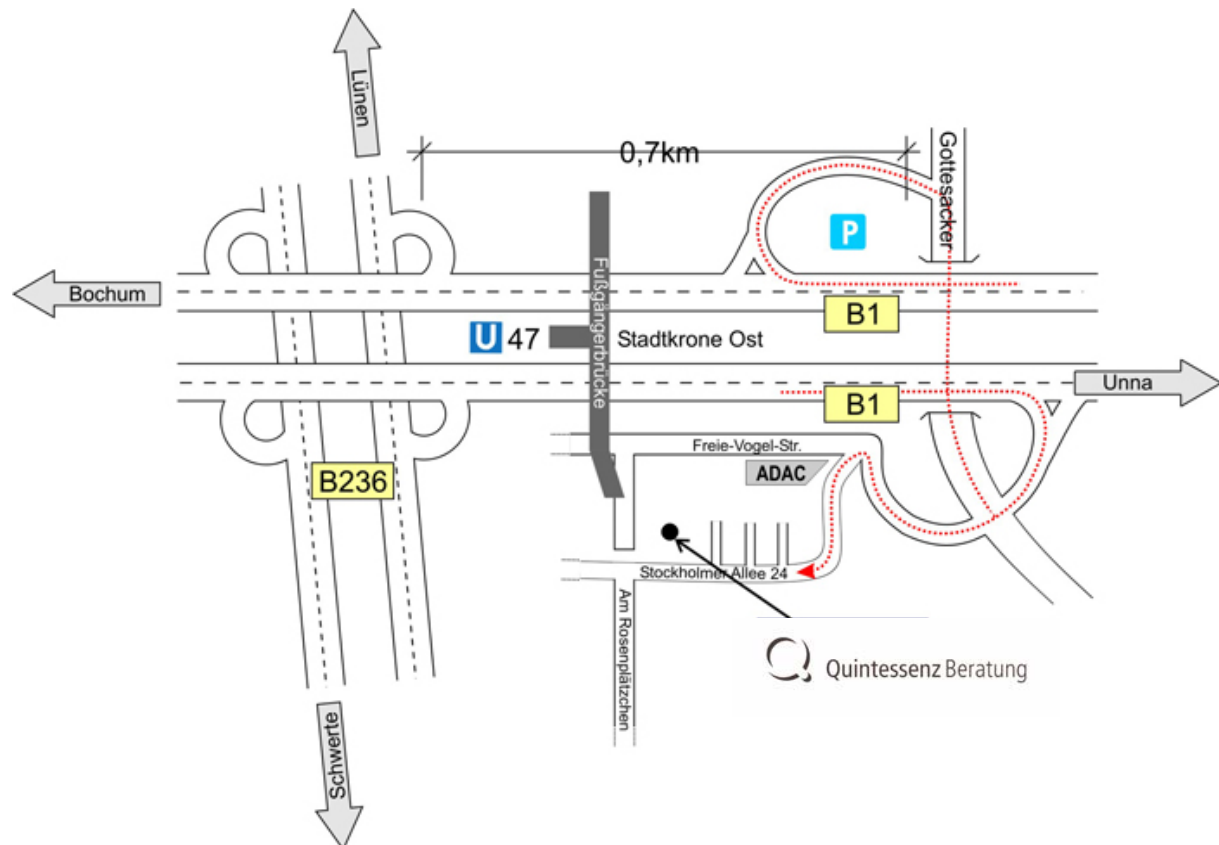 Lünen
0,7km
Gottesacker
P
Bochum
Fußgängerbrücke
B1
U 47
Stadtkrone Ost
Unna
B1
Freie-Vogel-Str.
ADAC
B236
Stockholmer Allee 24
Am Rosenplätzchen
Quintessenz Beratung
Schwerte